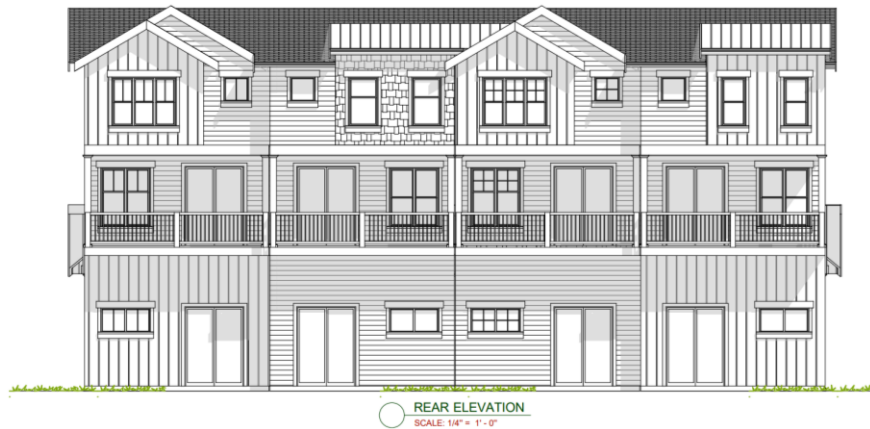 REAR ELEVATION
SCALE: 1/4" = 1' - 0"